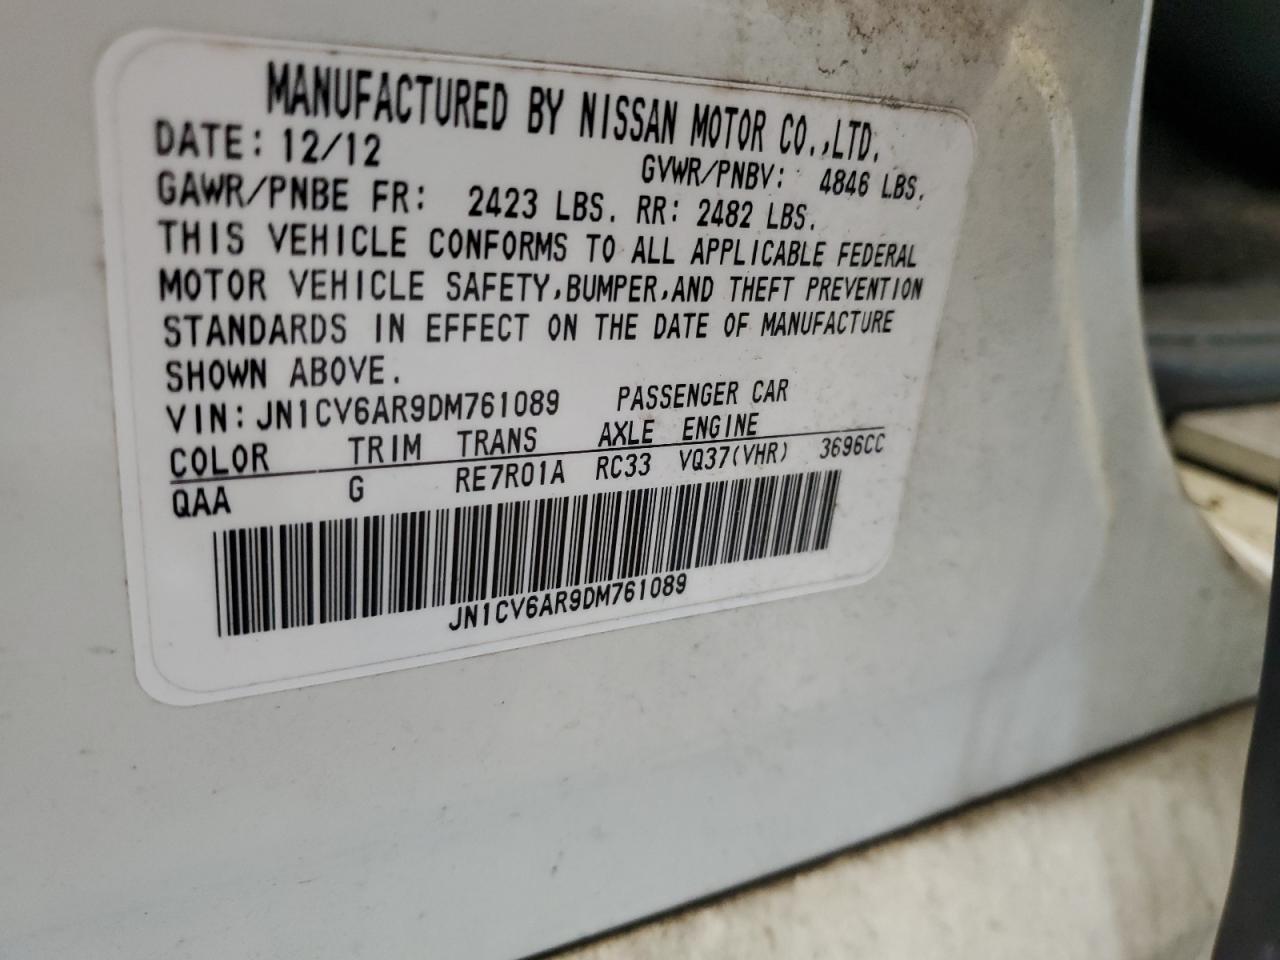 MANUFACTURED BY NISSAN MOTOR CO.,LTD.
DATE: 12/12 GVWR/PNBV: 4846 LBS.
GAWR/PNBE FR: 2423 LBS. RR: 2482 LBS.
THIS VEHICLE CONFORMS TO ALL APPLICABLE FEDERAL
MOTOR VEHICLE SAFETY,BUMPER,AND THEFT PREVENTION
STANDARDS IN EFFECT ON THE DATE OF MANUFACTURE
SHOWN ABOVE.
VIN: JN1CV6AR9DM761089 PASSENGER CAR
COLOR TRIM TRANS AXLE ENGINE
QAA G RE7R01A RC33 VQ37(VHR) 3696CC
JN1CV6AR9DM761089